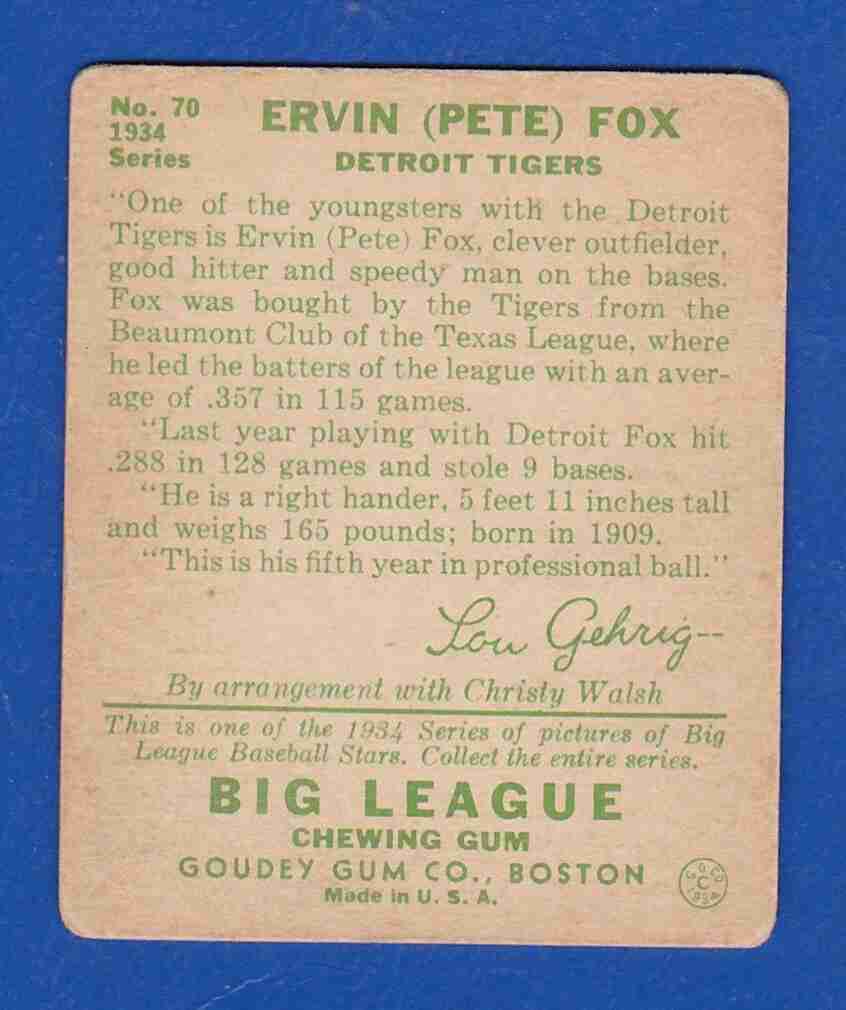 No. 70
1934
Series
ERVIN (PETE) FOX
DETROIT TIGERS
"One of the youngsters with the Detroit
Tigers is Ervin (Pete) Fox, clever outfielder,
good hitter and speedy man on the bases.
Fox was bought by the Tigers from the
Beaumont Club of the Texas League, where
he led the batters of the league with an aver-
age of .357 in 115 games.
"Last year playing with Detroit Fox hit
.288 in 128 games and stole 9 bases.
"He is a right hander, 5 feet 11 inches tall
and weighs 165 pounds; born in 1909.
"This is his fifth year in professional ball."
Lou Gehrig--
By arrangement with Christy Walsh
This is one of the 1934 Series of pictures of Big
League Baseball Stars. Collect the entire series.
BIG LEAGUE
CHEWING GUM
GOUDEY GUM CO., BOSTON
Made in U. S. A.
G. G. CO.
C
1934